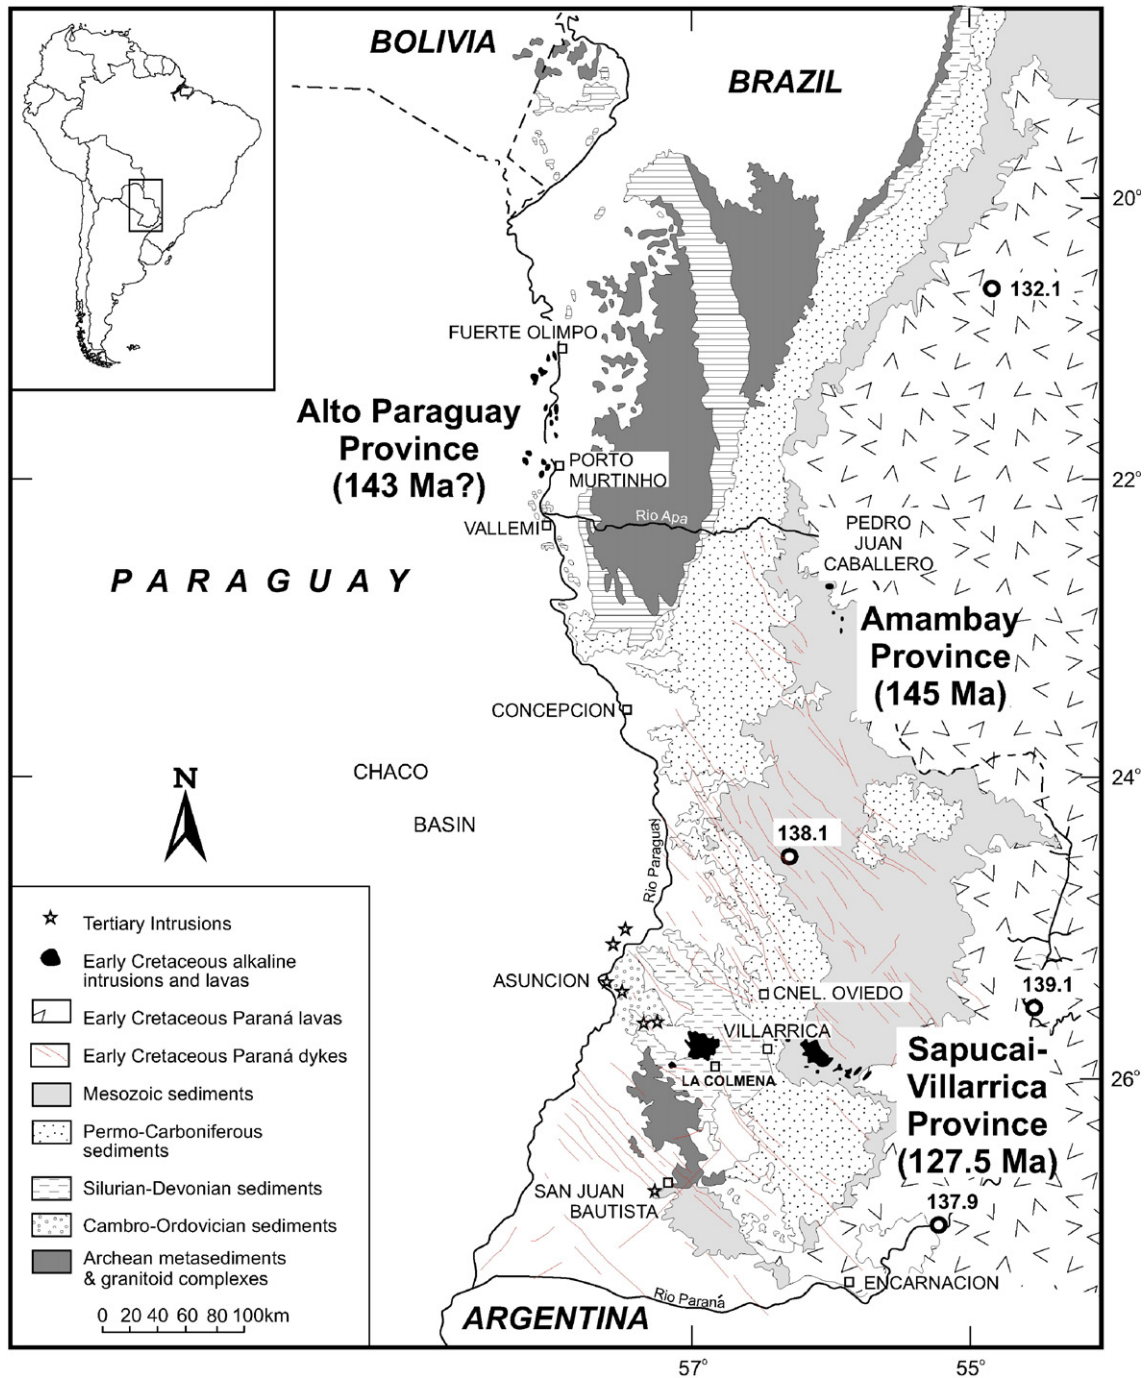 BOLIVIA
BRAZIL
20°
132.1
FUERTE OLIMPO
Alto Paraguay
Province
(143 Ma?)
PORTO
MURTINHO
22°
Rio Apa
VALLEMI
PEDRO
JUAN
CABALLERO
PARAGUAY
Amambay
Province
(145 Ma)
CONCEPCION
CHACO
24°
N
BASIN
138.1
Rio Paraguay
Tertiary Intrusions
Early Cretaceous alkaline
intrusions and lavas
Early Cretaceous Paraná lavas
Early Cretaceous Paraná dykes
Mesozoic sediments
Permo-Carboniferous
sediments
Silurian-Devonian sediments
Cambro-Ordovician sediments
Archean metasediments
& granitoid complexes
0 20 40 60 80 100km
ASUNCION
CNEL. OVIEDO
139.1
VILLARRICA
LA COLMENA
Sapucai-
Villarrica
Province
(127.5 Ma)
26°
SAN JUAN
BAUTISTA
137.9
ENCARNACION
Rio Paraná
ARGENTINA
57°
55°